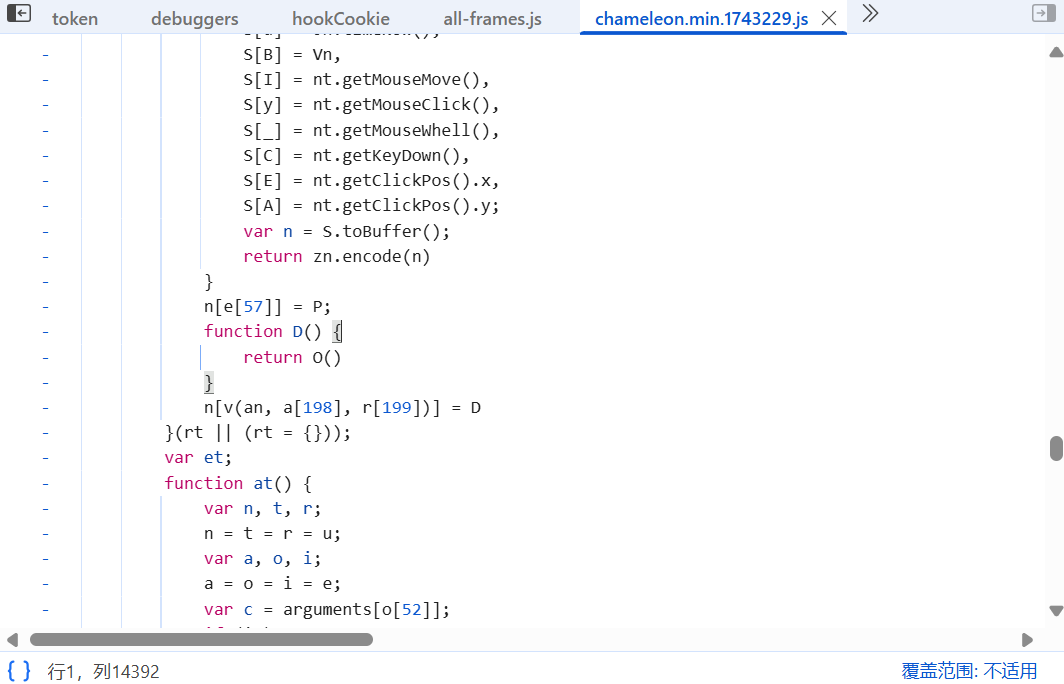 token debuggers hookCookie all-frames.js chameleon.min.1743229.js
S[B] = Vn,
S[I] = nt.getMouseMove(),
S[y] = nt.getMouseClick(),
S[_] = nt.getMouseWhell(),
S[C] = nt.getKeyDown(),
S[E] = nt.getClickPos().x,
S[A] = nt.getClickPos().y;
var n = S.toBuffer();
return zn.encode(n)
}
n[e[57]] = P;
function D() {
return O()
}
n[v(an, a[198], r[199])] = D
}(rt || (rt = {}));
var et;
function at() {
var n, t, r;
n = t = r = u;
var a, o, i;
a = o = i = e;
var c = arguments[o[52]];
{ } 行1，列14392 覆盖范围: 不适用